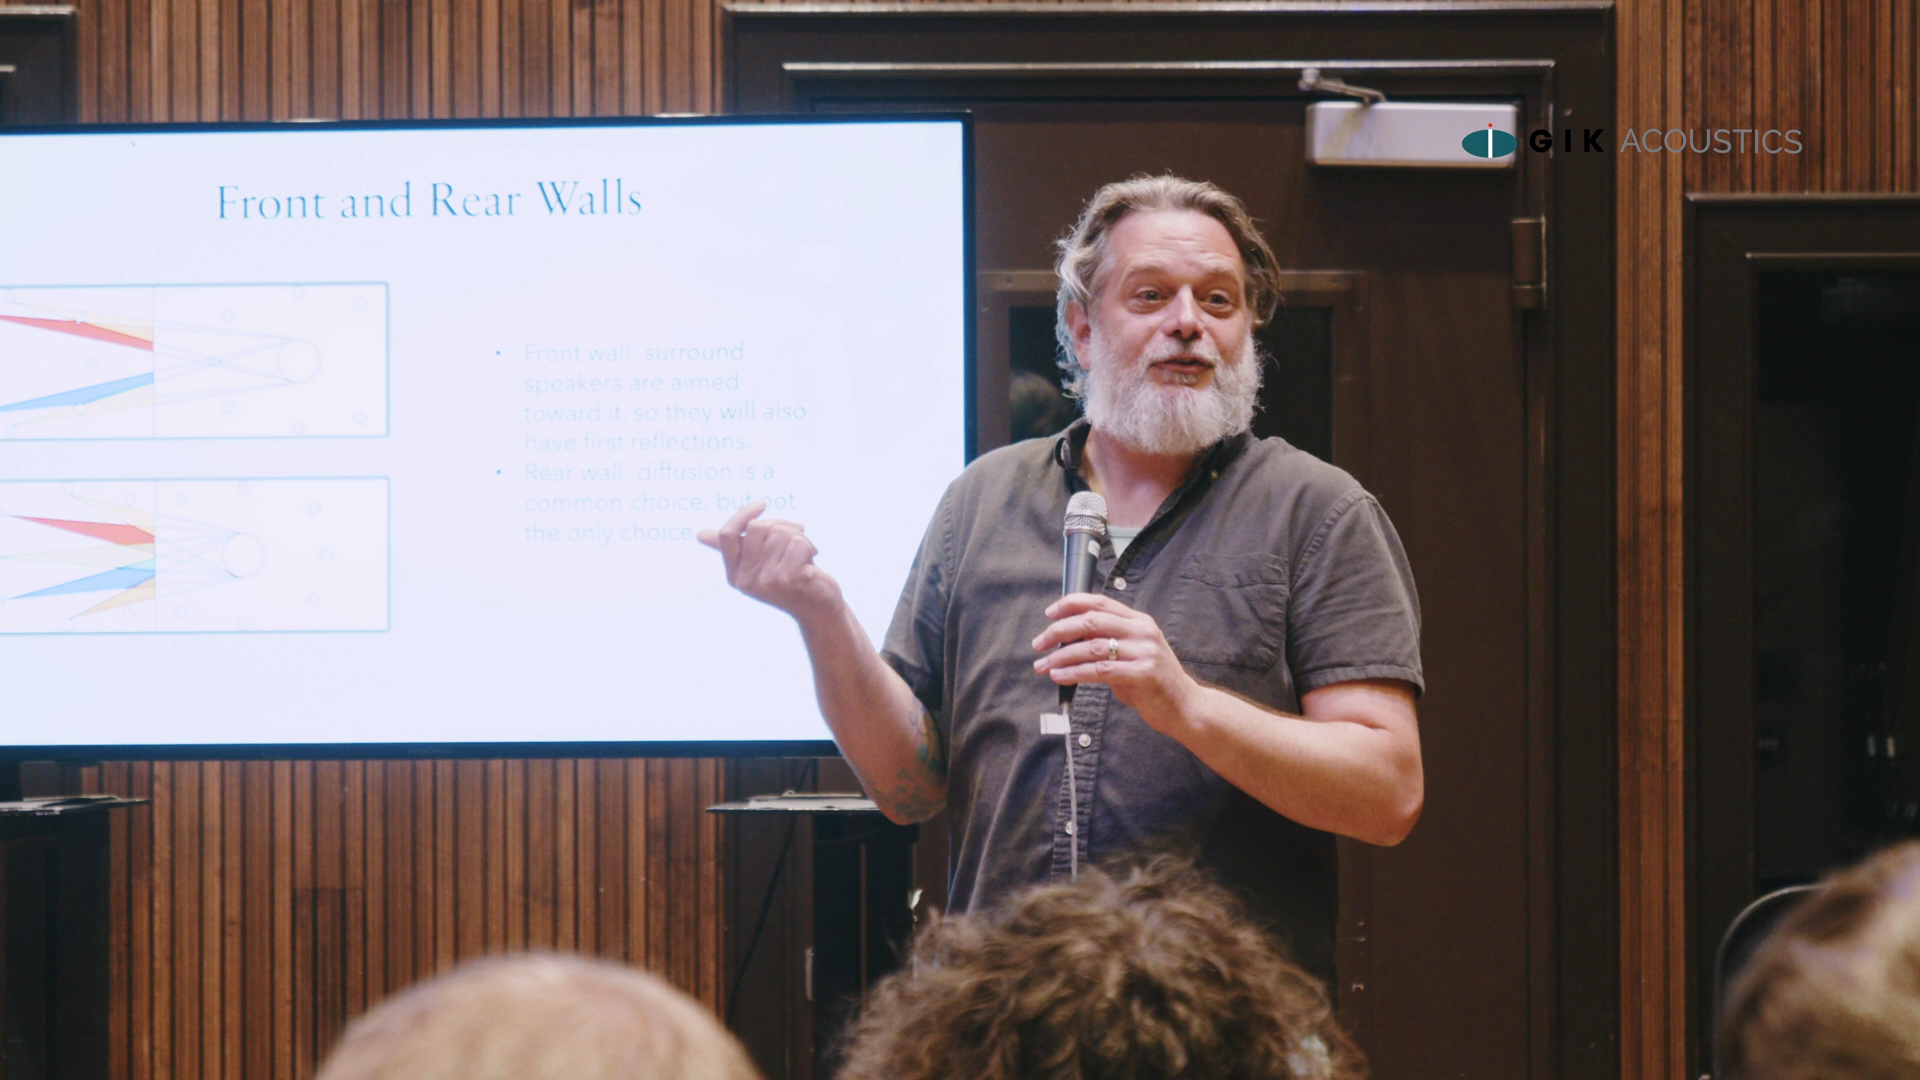 GIK ACOUSTICS
Front and Rear Walls
• Front wall: surround
speakers are aimed
toward it, so they will also
have first reflections.
• Rear wall: diffusion is a
common choice, but not
the only choice